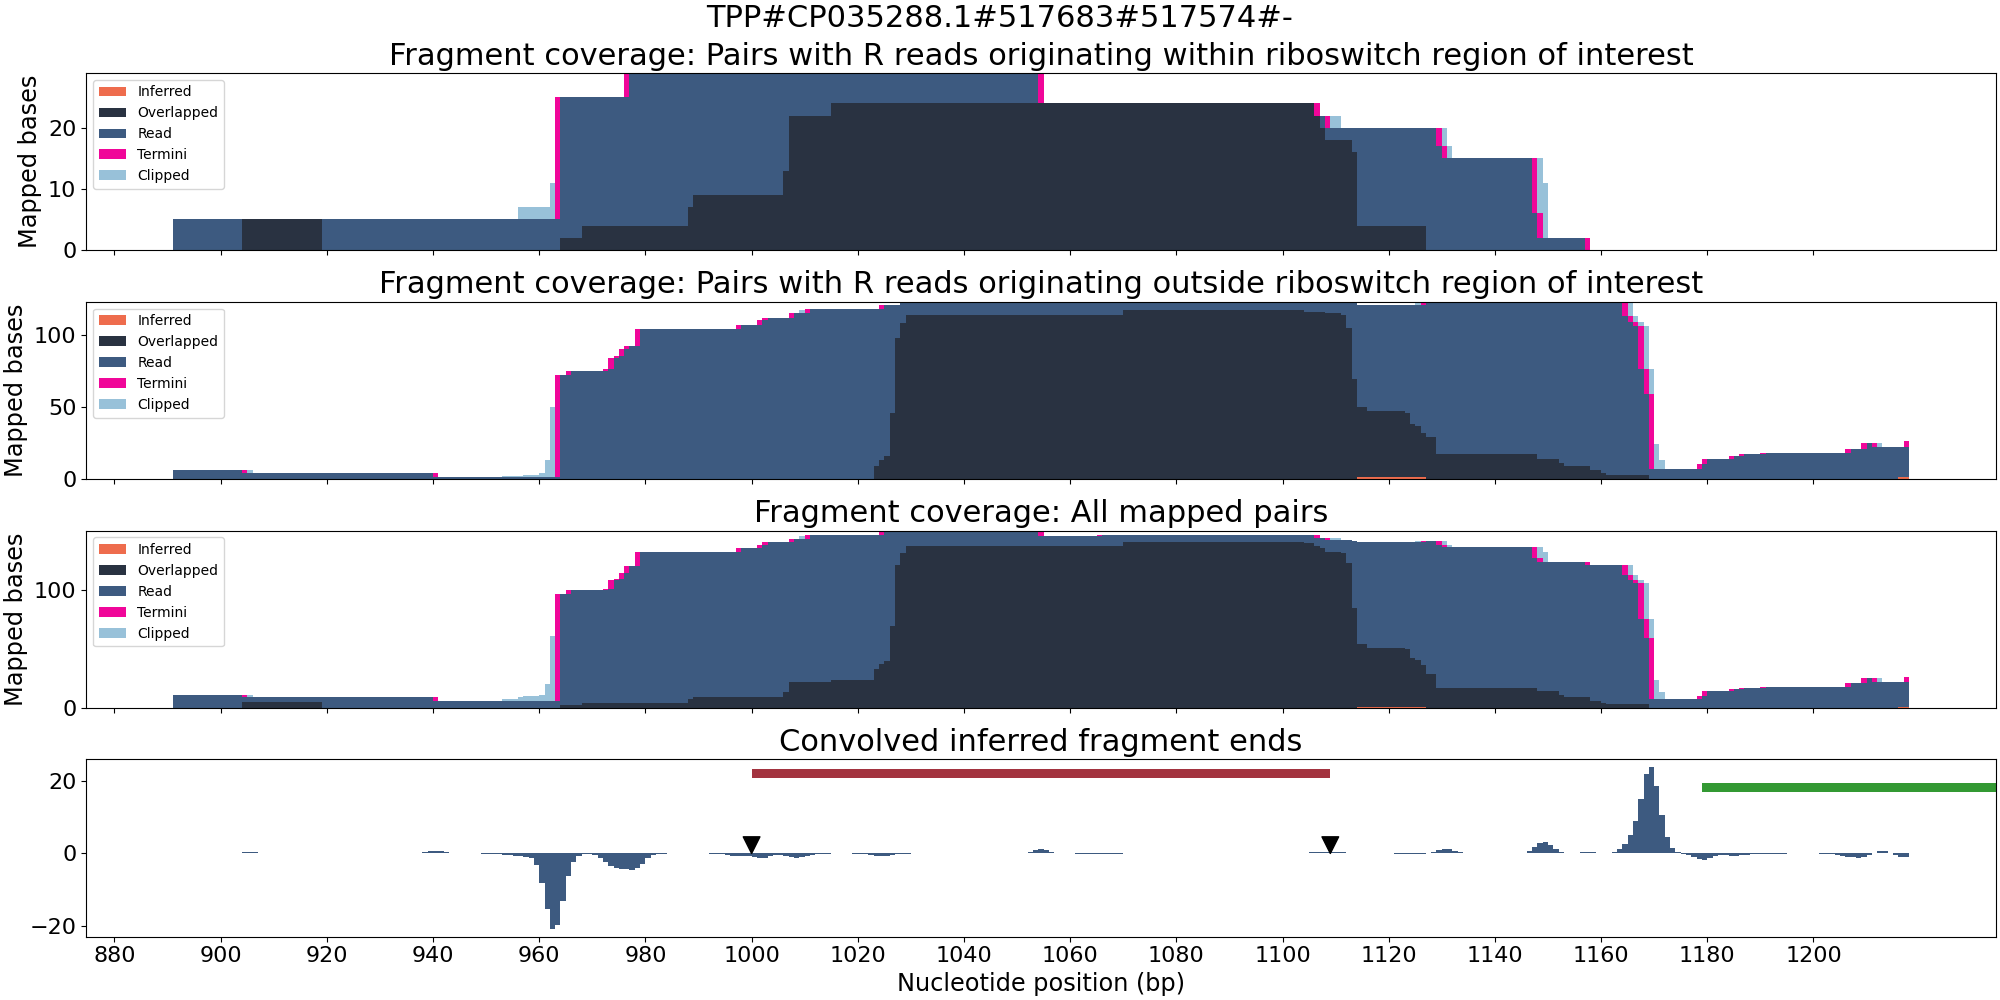 TPP#CP035288.1#517683#517574#-
Fragment coverage: Pairs with R reads originating within riboswitch region of interest
Mapped bases
20
10
0
Inferred
Overlapped
Read
Termini
Clipped
Fragment coverage: Pairs with R reads originating outside riboswitch region of interest
Mapped bases
100
50
0
Inferred
Overlapped
Read
Termini
Clipped
Fragment coverage: All mapped pairs
Mapped bases
100
0
Inferred
Overlapped
Read
Termini
Clipped
Convolved inferred fragment ends
20
0
−20
880 900 920 940 960 980 1000 1020 1040 1060 1080 1100 1120 1140 1160 1180 1200
Nucleotide position (bp)